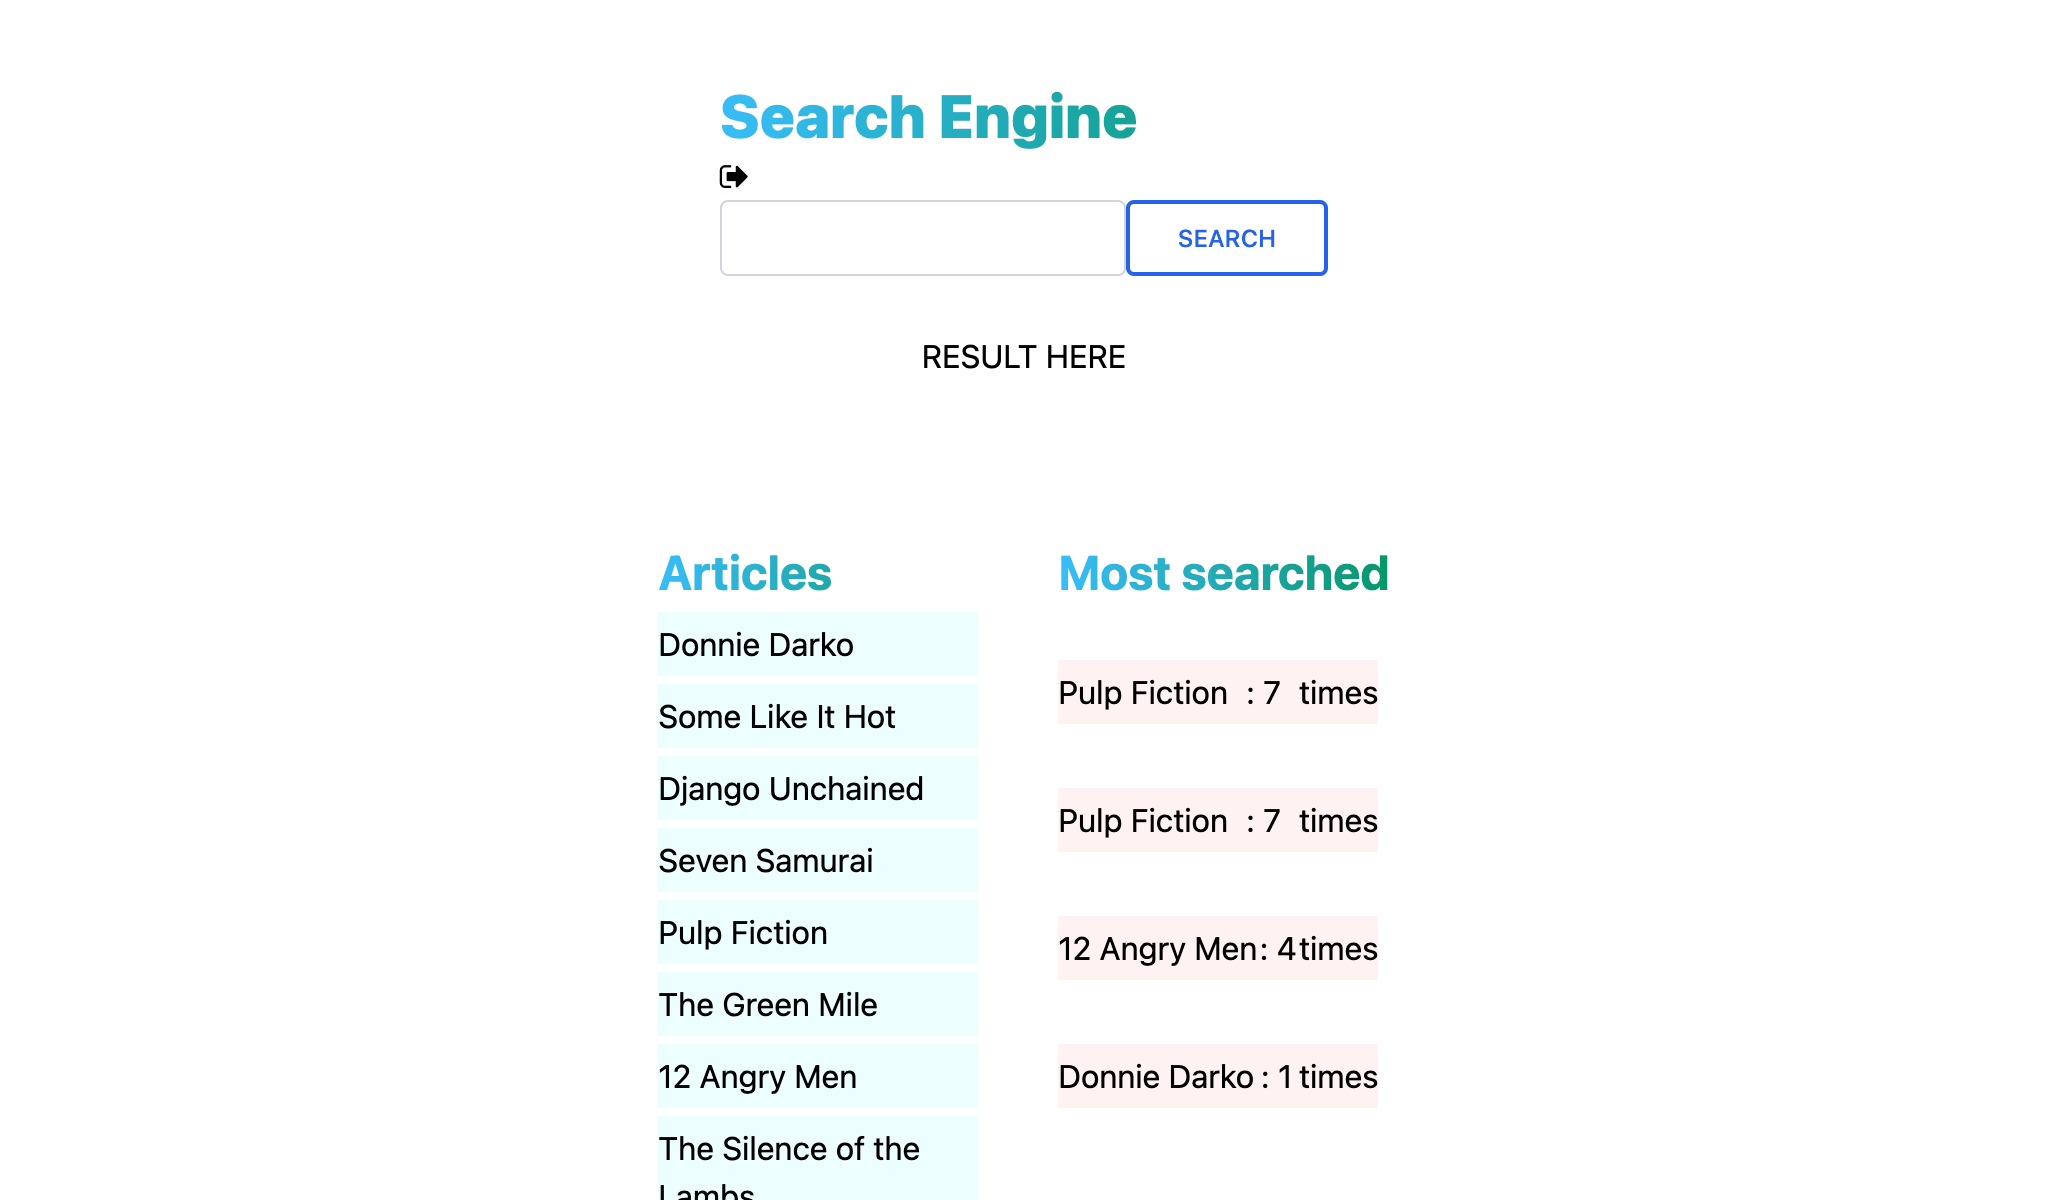 Search Engine
SEARCH
RESULT HERE
Articles
Donnie Darko
Some Like It Hot
Django Unchained
Seven Samurai
Pulp Fiction
The Green Mile
12 Angry Men
The Silence of the
Lambs
Most searched
Pulp Fiction : 7 times
Pulp Fiction : 7 times
12 Angry Men: 4 times
Donnie Darko : 1 times